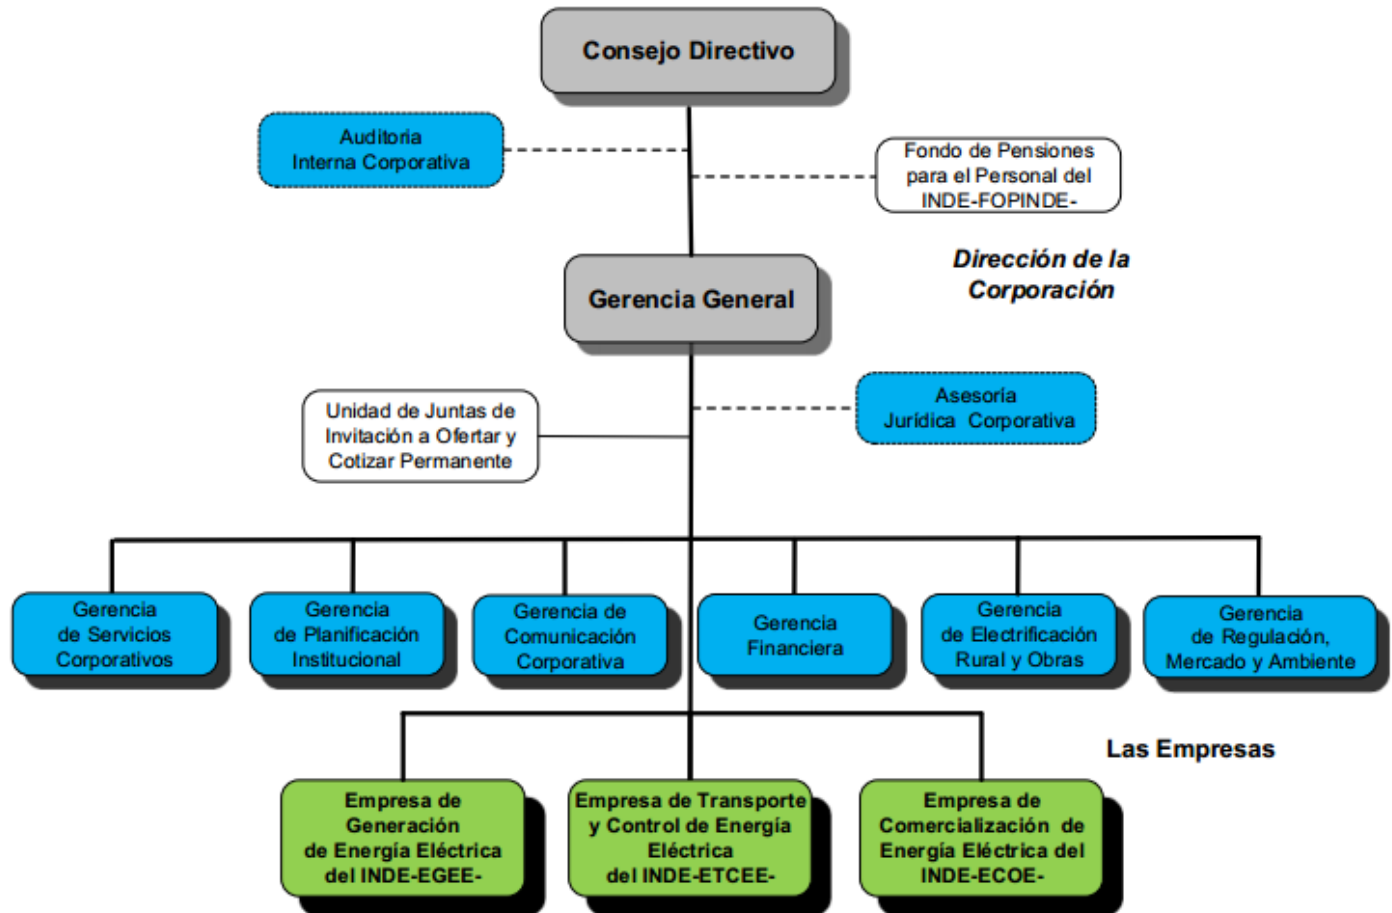 Consejo Directivo
Auditoria
Interna Corporativa
Fondo de Pensiones
para el Personal del
INDE-FOPINDE-
Dirección de la
Corporación
Gerencia General
Unidad de Juntas de
Invitación a Ofertar y
Cotizar Permanente
Asesoría
Jurídica Corporativa
Gerencia
de Servicios
Corporativos
Gerencia
de Planificación
Institucional
Gerencia de
Comunicación
Corporativa
Gerencia
Financiera
Gerencia
de Electrificación
Rural y Obras
Gerencia
de Regulación,
Mercado y Ambiente
Las Empresas
Empresa de
Generación
de Energía Eléctrica
del INDE-EGEE-
Empresa de Transporte
y Control de Energía
Eléctrica
del INDE-ETCEE-
Empresa de
Comercialización de
Energía Eléctrica del
INDE-ECOE-